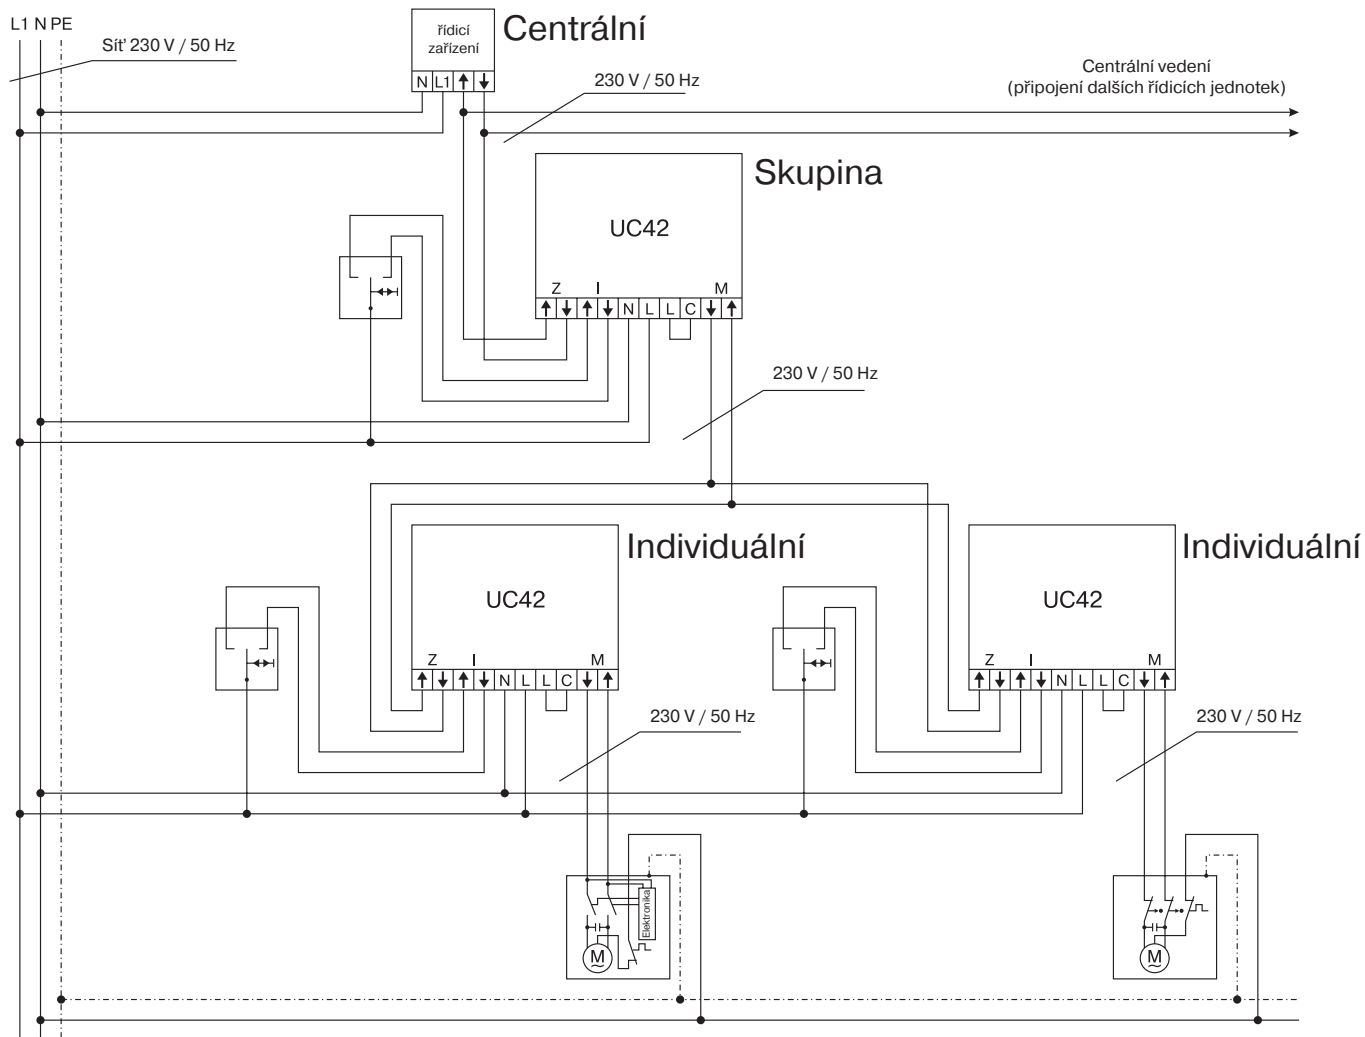 L1 N PE
Síť 230 V / 50 Hz
řídicí
zařízení
Centrální
N L1
230 V / 50 Hz
Centrální vedení
(připojení dalších řídicích jednotek)
Skupina
UC42
Z I M
N L L C
230 V / 50 Hz
Individuální
UC42
Z I M
N L L C
230 V / 50 Hz
Individuální
UC42
Z I M
N L L C
230 V / 50 Hz
Elektronika
M
M